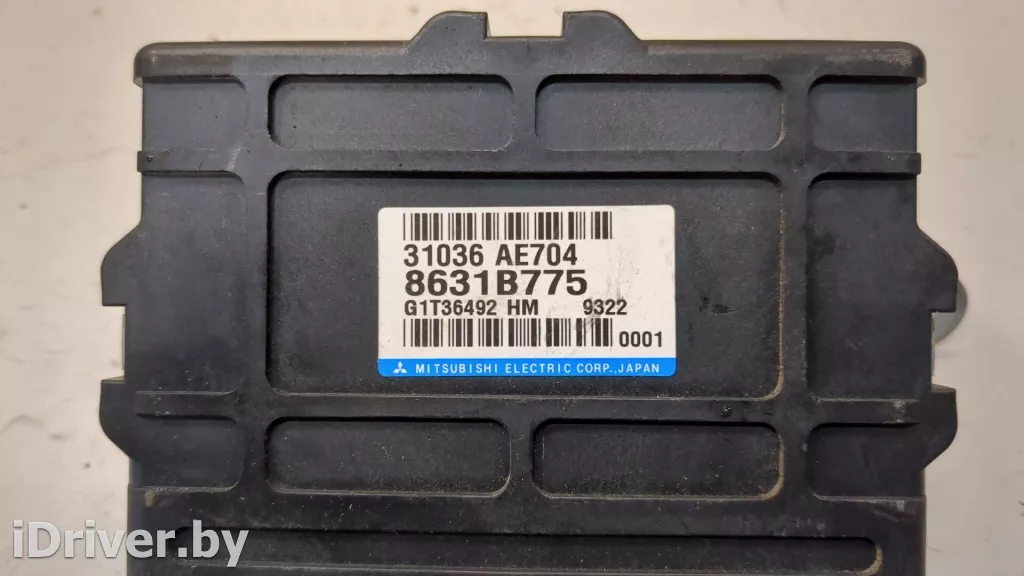 31036 AE704
8631B775
G1T36492 HM 9322
0001
MITSUBISHI ELECTRIC CORP.,JAPAN
iDriver.by